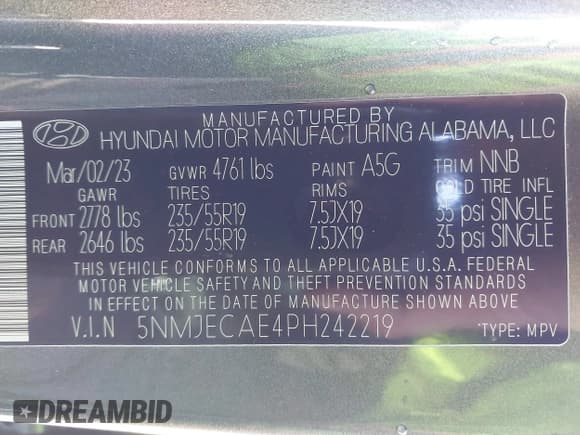 MANUFACTURED BY
HYUNDAI MOTOR MANUFACTURING ALABAMA, LLC
Mar/02/23 GVWR 4761 lbs PAINT A5G TRIM NNB
GAWR TIRES RIMS COLD TIRE INFL
FRONT 2778 lbs 235/55R19 7.5JX19 35 psi SINGLE
REAR 2646 lbs 235/55R19 7.5JX19 35 psi SINGLE
THIS VEHICLE CONFORMS TO ALL APPLICABLE U.S.A. FEDERAL
MOTOR VEHICLE SAFETY AND THEFT PREVENTION STANDARDS
IN EFFECT ON THE DATE OF MANUFACTURE SHOWN ABOVE.
V.I.N 5NMJECAE4PH242219 TYPE: MPV
DREAMBID